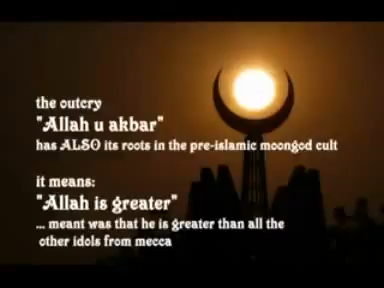 the outcry
"Allah u akbar"
has ALSO its roots in the pre-islamic moongod cult
it means:
"Allah is greater"
... meant was that he is greater than all the
other idols from mecca